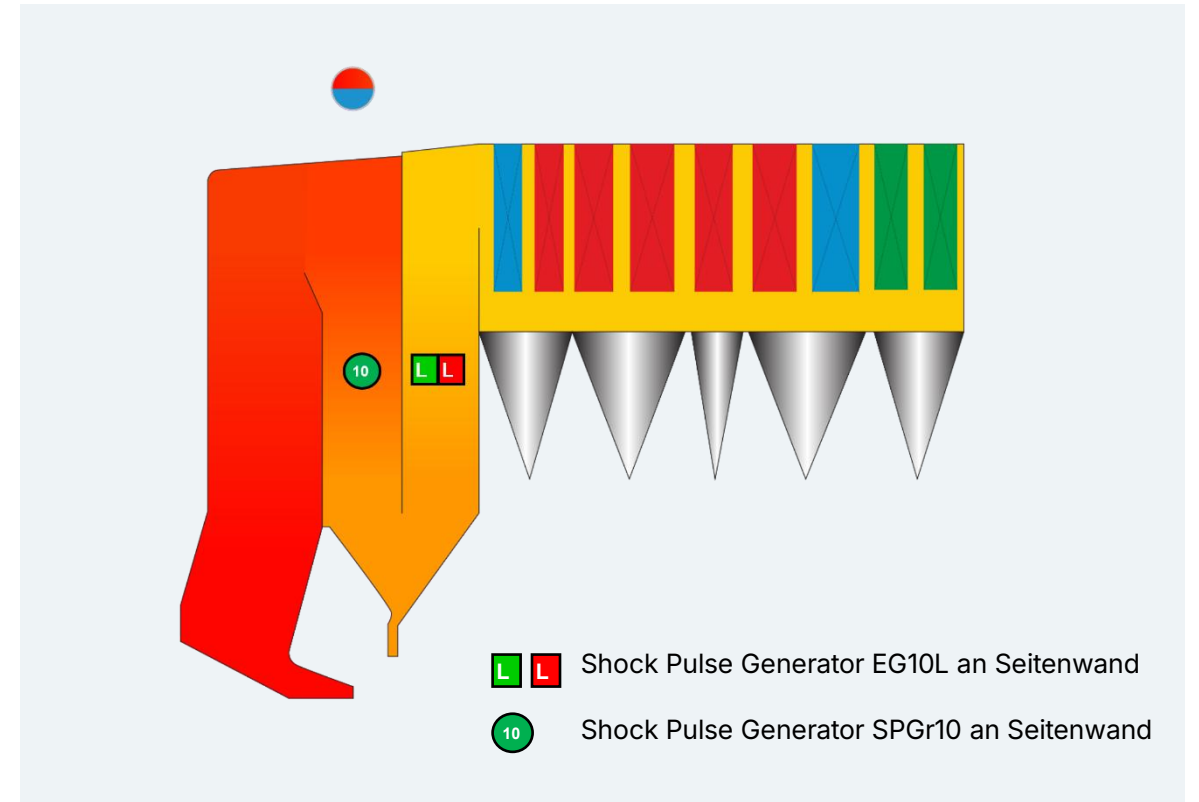 10
L L
L L Shock Pulse Generator EG10L an Seitenwand
10 Shock Pulse Generator SPGr10 an Seitenwand